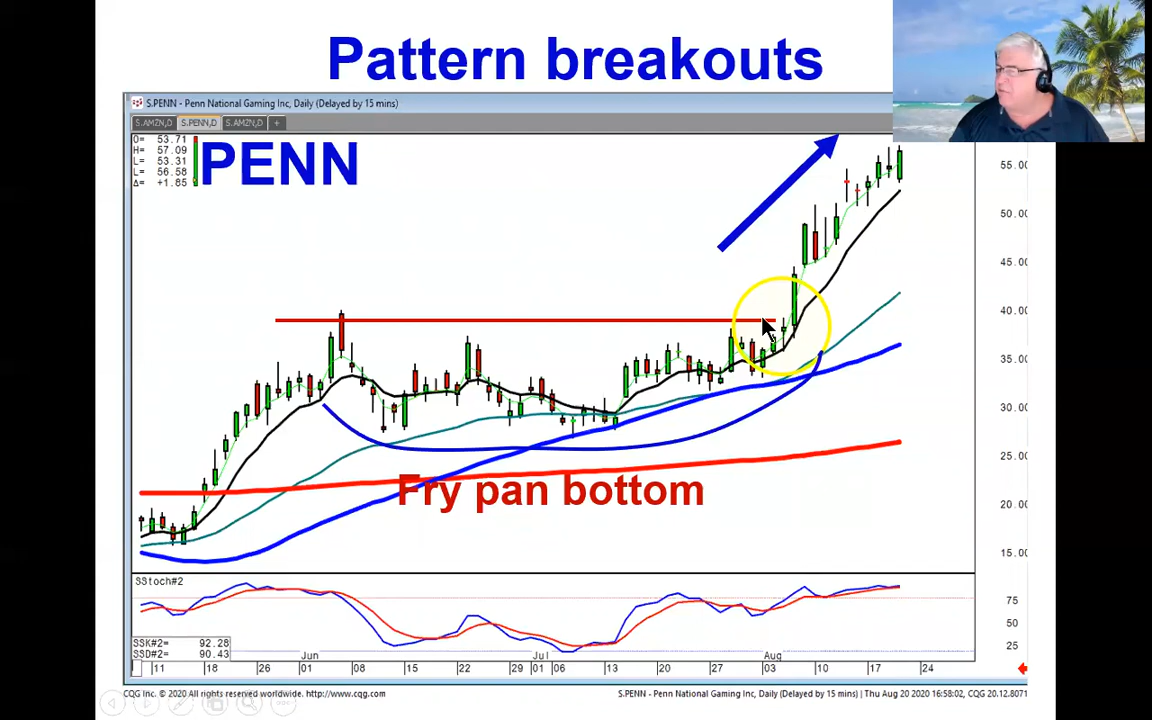 Pattern breakouts
S.PENN - Penn National Gaming Inc, Daily (Delayed by 15 mins)
S.AMZN,D S.PENN,D S.AMZN,D +
O= 53.71
H= 57.09
L= 53.31
L= 56.58
Δ= +1.85
PENN
55.00
50.00
45.00
40.00
35.00
30.00
25.00
20.00
15.00
Fry pan bottom
SStoch#2
75
50
25
SSK#2= 92.28
SSD#2= 90.43
Jun Jul Aug
11 18 26 01 08 15 22 29 01 06 13 20 27 03 10 17 24
CQG Inc. © 2020 All rights reserved worldwide. http://www.cqg.com
S.PENN - Penn National Gaming Inc, Daily (Delayed by 15 mins) | Thu Aug 20 2020 16:58:02, CQG 20.12.8071